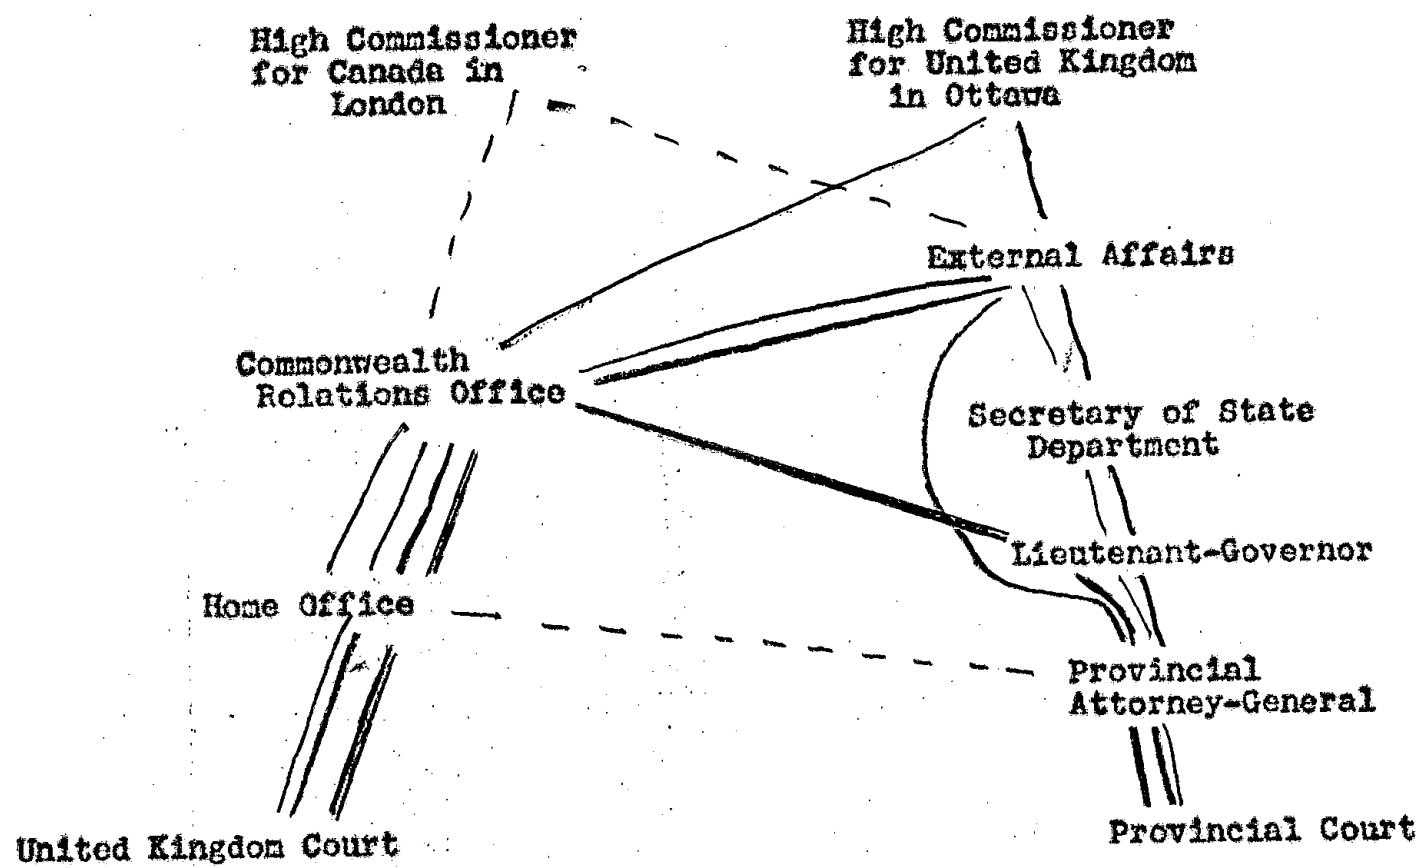 High Commissioner
for Canada in
London
High Commissioner
for United Kingdom
in Ottawa
External Affairs
Commonwealth
Relations Office
Secretary of State
Department
Lieutenant-Governor
Home Office
Provincial
Attorney-General
United Kingdom Court
Provincial Court